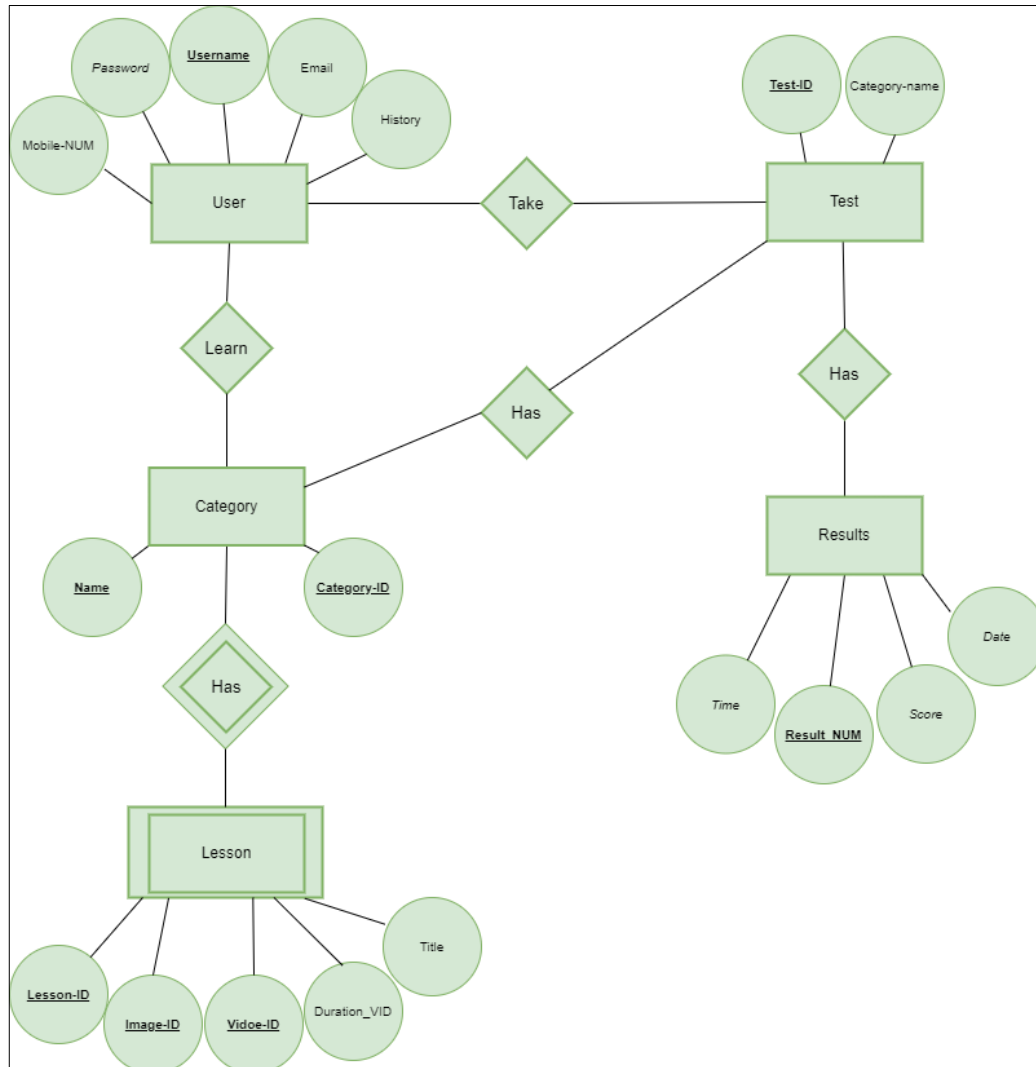 Username
Password
Email
Mobile-NUM
History
Test-ID
Category-name
User
Take
Test
Learn
Has
Has
Category
Results
Name
Category-ID
Has
Time
Result_NUM
Score
Date
Lesson
Lesson-ID
Image-ID
Vidoe-ID
Duration_VID
Title